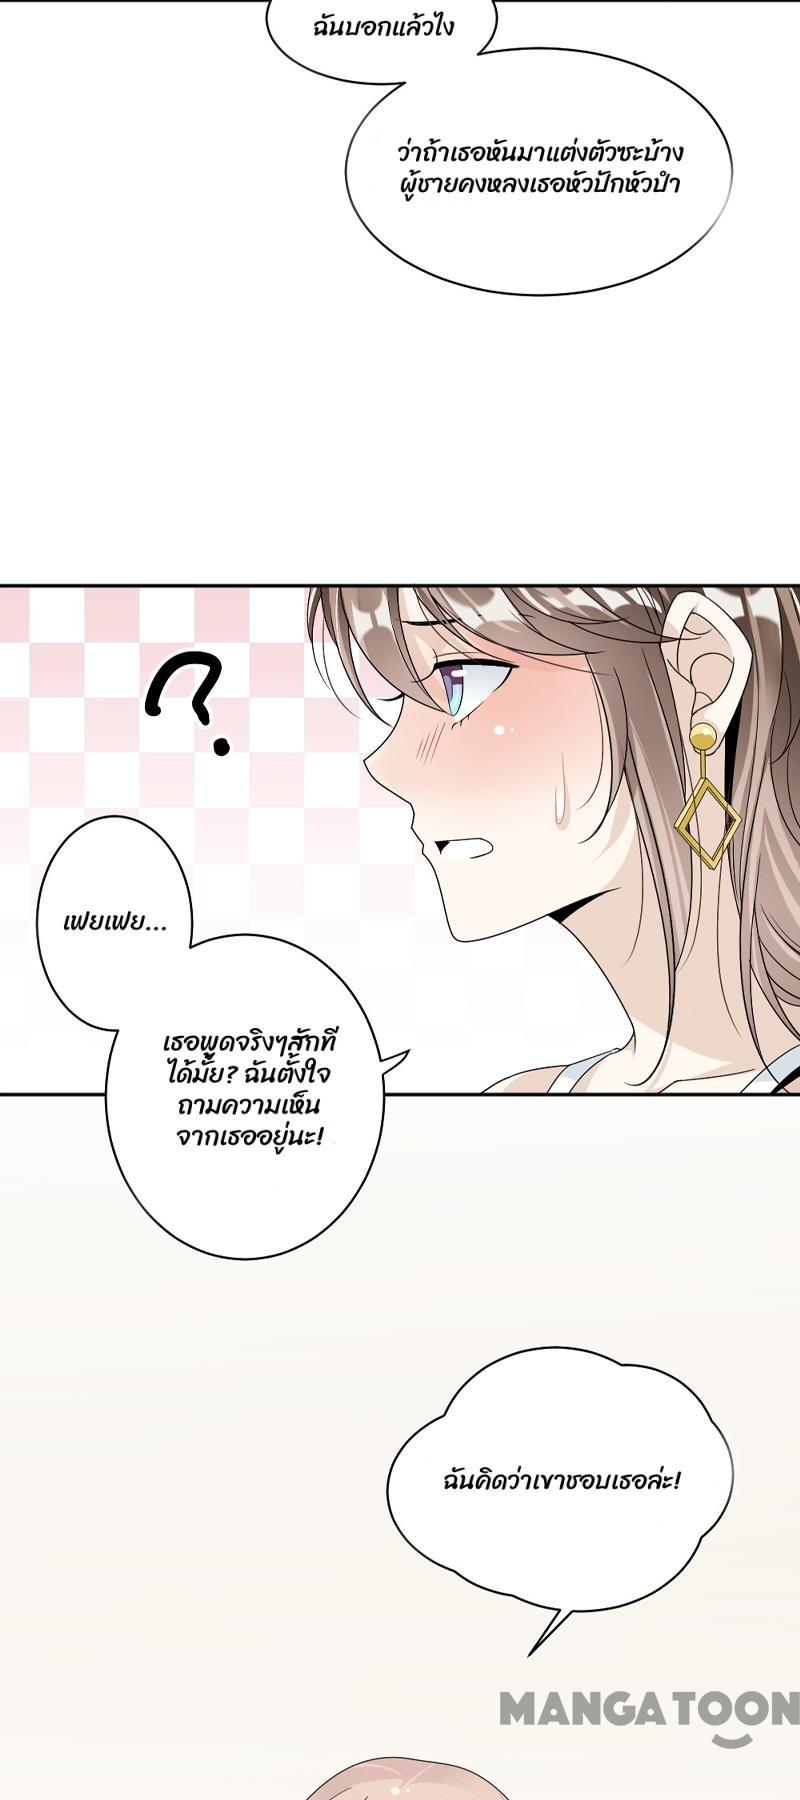 ฉันบอกแล้วไง
ว่าถ้าเธอหันมาแต่งตัวซะบ้าง
ผู้ชายคงหลงเธอหัวปักหัวปำ
?
เฟยเฟย...
เธอพูดจริงๆสักที
ได้มั้ย? ฉันตั้งใจ
ถามความเห็น
จากเธออยู่นะ!
ฉันคิดว่าเขาชอบเธอล่ะ!
MANGATOON